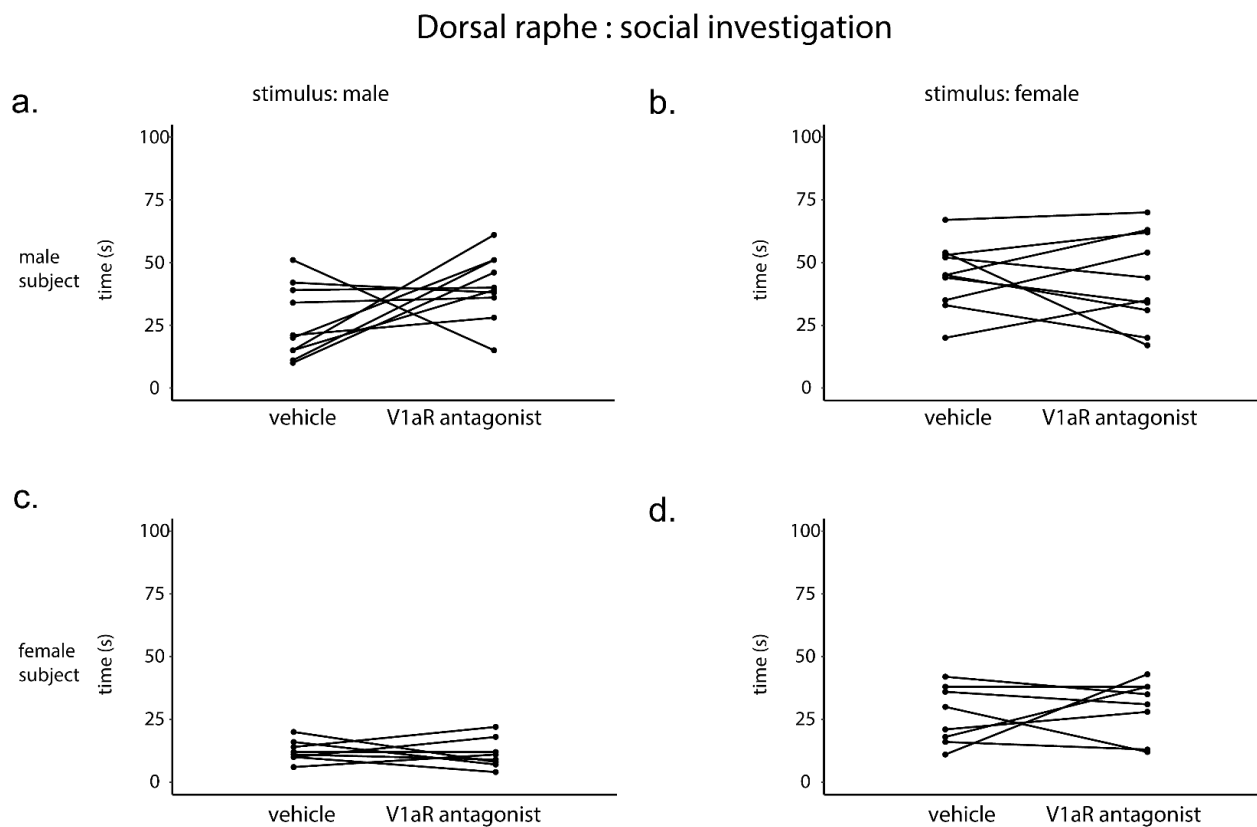 Dorsal raphe : social investigation
a.
stimulus: male
b.
stimulus: female
male
subject
time (s)
100
75
50
25
0
vehicle
V1aR antagonist
time (s)
100
75
50
25
0
vehicle
V1aR antagonist
c.
d.
female
subject
time (s)
100
75
50
25
0
vehicle
V1aR antagonist
time (s)
100
75
50
25
0
vehicle
V1aR antagonist